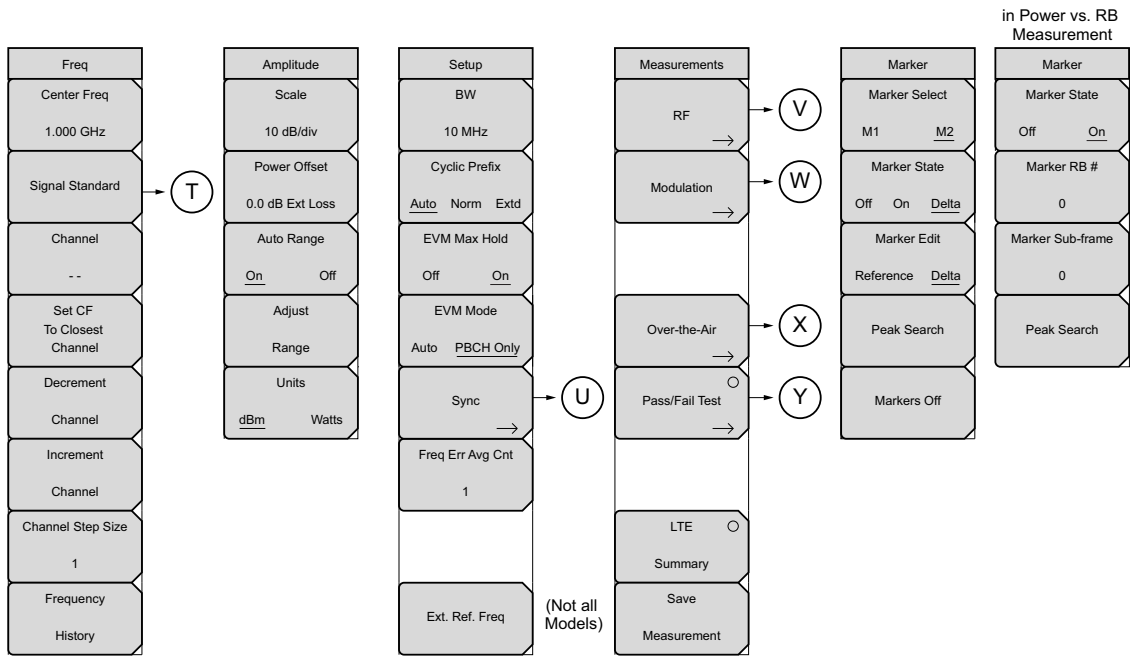 in Power vs. RB
Measurement
Freq
Center Freq
1.000 GHz
Signal Standard
T
Channel
- -
Set CF
To Closest
Channel
Decrement
Channel
Increment
Channel
Channel Step Size
1
Frequency
History
Amplitude
Scale
10 dB/div
Power Offset
0.0 dB Ext Loss
Auto Range
On Off
Adjust
Range
Units
dBm Watts
Setup
BW
10 MHz
Cyclic Prefix
Auto Norm Extd
EVM Max Hold
Off On
EVM Mode
Auto PBCH Only
Sync
U
Freq Err Avg Cnt
1
Ext. Ref. Freq
(Not all
Models)
Measurements
RF
V
Modulation
W
Over-the-Air
X
Pass/Fail Test
Y
LTE
Summary
Save
Measurement
Marker
Marker Select
M1 M2
Marker State
Off On Delta
Marker Edit
Reference Delta
Peak Search
Markers Off
Marker
Marker State
Off On
Marker RB #
0
Marker Sub-frame
0
Peak Search